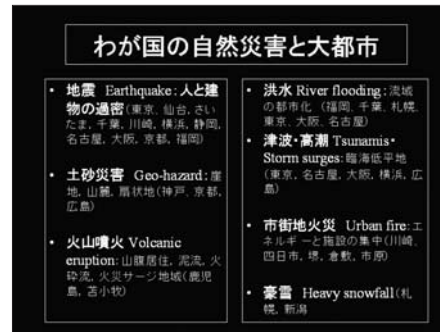 わが国の自然災害と大都市
• 地震 Earthquake：人と建
物の過密（東京, 仙台, さい
たま, 千葉, 川崎, 横浜, 静岡,
名古屋, 大阪, 京都, 福岡）
• 土砂災害 Geo-hazard：崖
地, 山麓, 扇状地（神戸, 京都,
広島）
• 火山噴火 Volcanic
eruption：山腹居住, 泥流, 火
砕流, 火災サージ地域（鹿児
島, 苫小牧）
• 洪水 River flooding：流域
の都市化 （福岡, 千葉, 札幌,
東京, 大阪, 名古屋）
• 津波・高潮 Tsunamis・
Storm surges：臨海低平地
（東京, 名古屋, 大阪, 横浜, 広
島）
• 市街地火災 Urban fire：エ
ネルギーと施設の集中（川崎,
四日市, 堺, 倉敷, 市原）
• 豪雪 Heavy snowfall（札
幌, 新潟